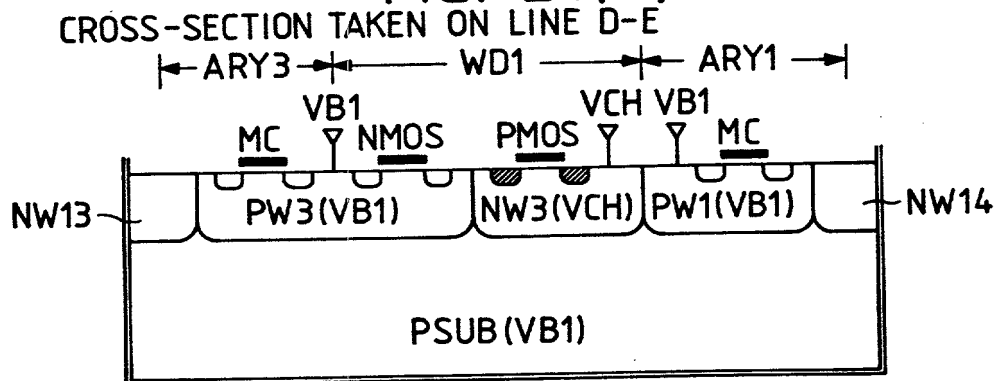 CROSS-SECTION TAKEN ON LINE D-E
ARY3 WD1 ARY1
VB1 VCH VB1
MC NMOS PMOS MC
NW13 PW3(VB1) NW3(VCH) PW1(VB1) NW14
PSUB(VB1)